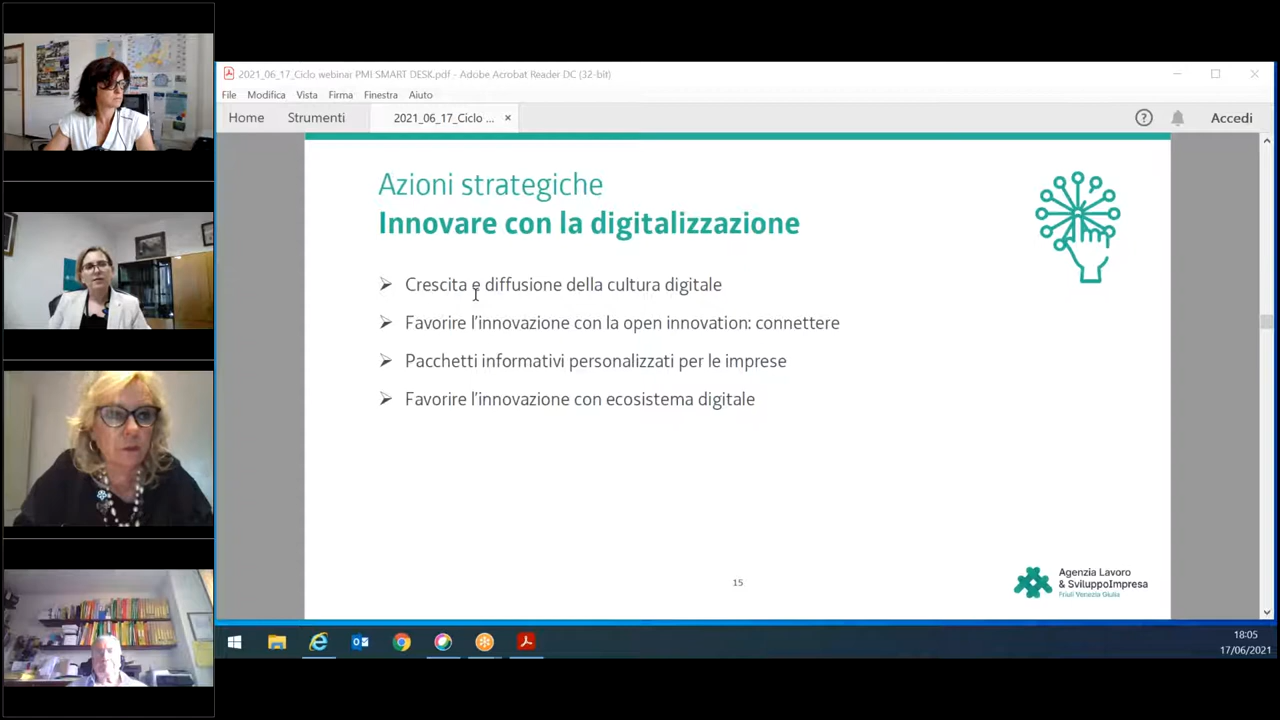 2021_06_17_Ciclo webinar PMI SMART DESK.pdf - Adobe Acrobat Reader DC (32-bit)
File Modifica Vista Firma Finestra Aiuto
Home Strumenti 2021_06_17_Ciclo ... × Accedi
Azioni strategiche
Innovare con la digitalizzazione
Crescita e diffusione della cultura digitale
Favorire l'innovazione con la open innovation: connettere
Pacchetti informativi personalizzati per le imprese
Favorire l'innovazione con ecosistema digitale
15
Agenzia Lavoro
& SviluppoImpresa
Friuli Venezia Giulia
18:05
17/06/2021